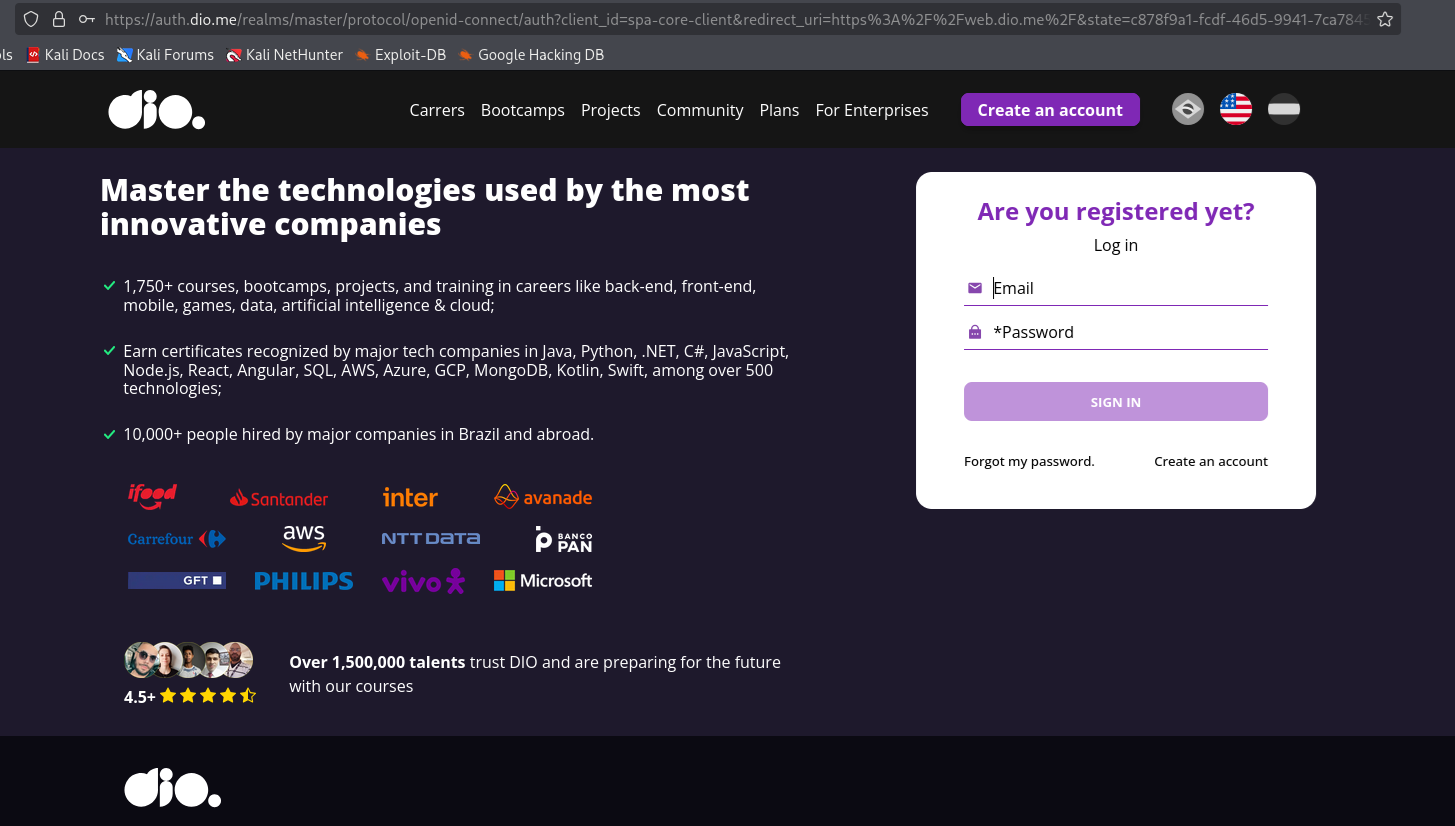 https://auth.dio.me/realms/master/protocol/openid-connect/auth?client_id=spa-core-client&redirect_uri=https%3A%2F%2Fweb.dio.me%2F&state=c878f9a1-fcdf-46d5-9941-7ca784
ls Kali Docs Kali Forums Kali NetHunter Exploit-DB Google Hacking DB
dio.
Carrers Bootcamps Projects Community Plans For Enterprises Create an account
Master the technologies used by the most
innovative companies
1,750+ courses, bootcamps, projects, and training in careers like back-end, front-end,
mobile, games, data, artificial intelligence & cloud;
Earn certificates recognized by major tech companies in Java, Python, .NET, C#, JavaScript,
Node.js, React, Angular, SQL, AWS, Azure, GCP, MongoDB, Kotlin, Swift, among over 500
technologies;
10,000+ people hired by major companies in Brazil and abroad.
ifood Santander inter avanade
Carrefour aws NTT DATA BANCO PAN
GFT PHILIPS vivo Microsoft
4.5+
Over 1,500,000 talents trust DIO and are preparing for the future
with our courses
Are you registered yet?
Log in
Email
*Password
SIGN IN
Forgot my password. Create an account
dio.